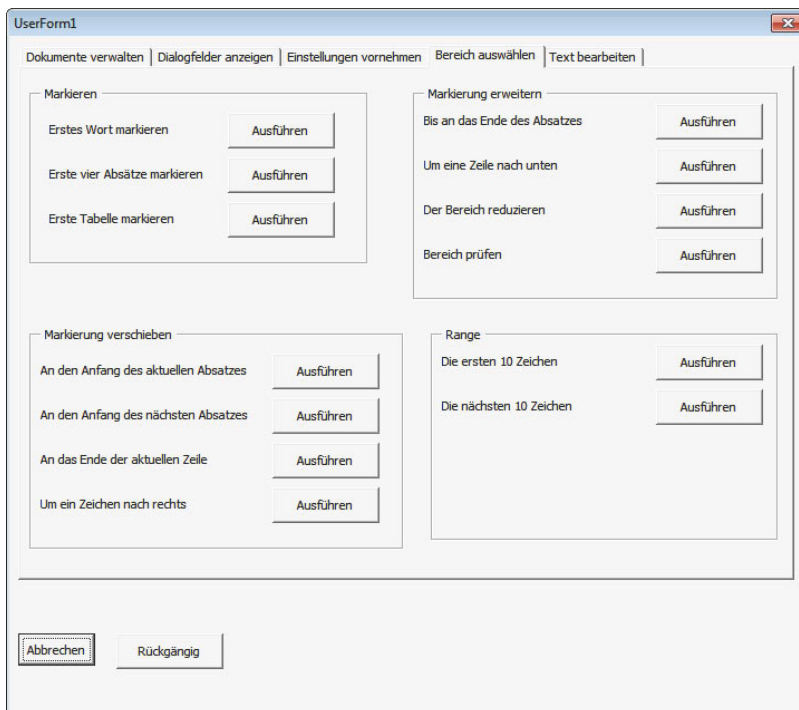 UserForm1
Dokumente verwalten
Dialogfelder anzeigen
Einstellungen vornehmen
Bereich auswählen
Text bearbeiten
Markieren
Erstes Wort markieren
Ausführen
Erste vier Absätze markieren
Ausführen
Erste Tabelle markieren
Ausführen
Markierung erweitern
Bis an das Ende des Absatzes
Ausführen
Um eine Zeile nach unten
Ausführen
Der Bereich reduzieren
Ausführen
Bereich prüfen
Ausführen
Markierung verschieben
An den Anfang des aktuellen Absatzes
Ausführen
An den Anfang des nächsten Absatzes
Ausführen
An das Ende der aktuellen Zeile
Ausführen
Um ein Zeichen nach rechts
Ausführen
Range
Die ersten 10 Zeichen
Ausführen
Die nächsten 10 Zeichen
Ausführen
Abbrechen
Rückgängig